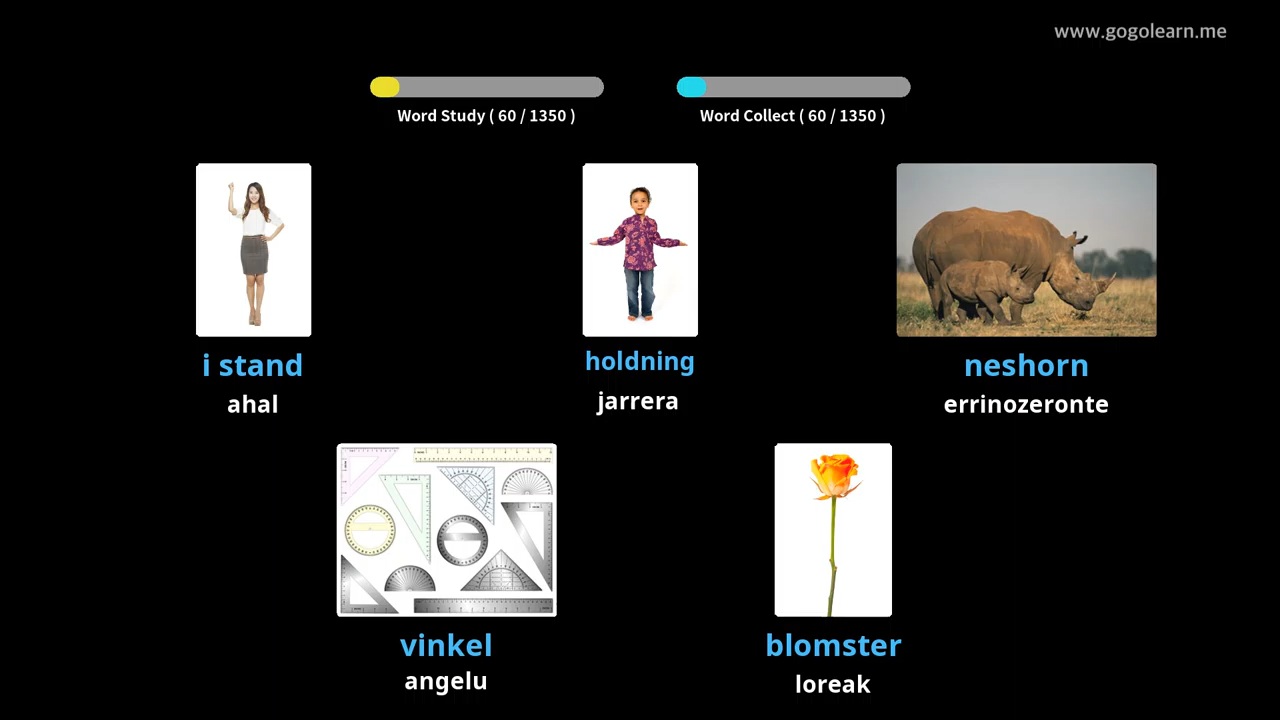 www.gogolearn.me
Word Study ( 60 / 1350 )
Word Collect ( 60 / 1350 )
i stand
ahal
holdning
jarrera
neshorn
errinozeronte
vinkel
angelu
blomster
loreak